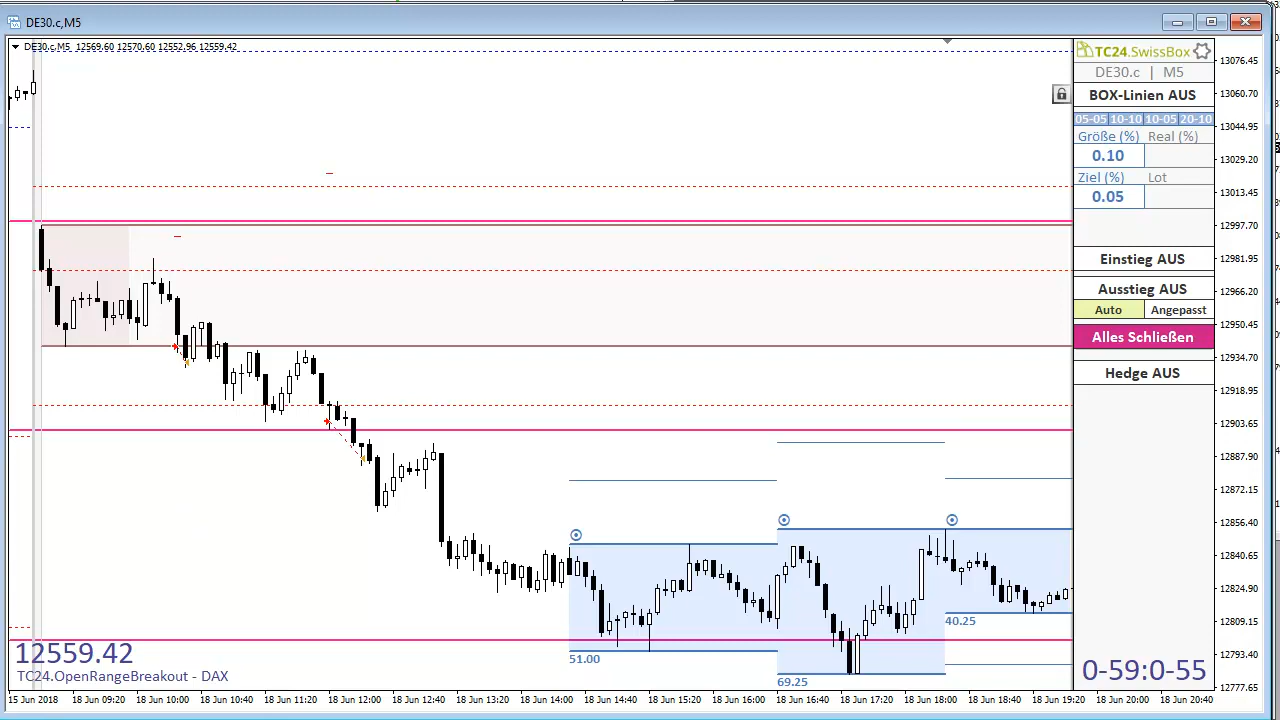 DE30.c,M5
DE30.c,M5 12569.60 12570.60 12552.96 12559.42
TC24.SwissBox
DE30.c | M5
BOX-Linien AUS
05-05 10-10 10-05 20-10
Größe (%) Real (%)
0.10
Ziel (%) Lot
0.05
Einstieg AUS
Ausstieg AUS
Auto Angepasst
Alles Schließen
Hedge AUS
13076.45
13060.70
13044.95
13029.20
13013.45
12997.70
12981.95
12966.20
12950.45
12934.70
12918.95
12903.65
12887.90
12872.15
12856.40
12840.65
12824.90
12809.15
12793.40
12777.65
51.00
69.25
40.25
12559.42
TC24.OpenRangeBreakout - DAX
0-59:0-55
15 Jun 2018 18 Jun 09:20 18 Jun 10:00 18 Jun 10:40 18 Jun 11:20 18 Jun 12:00 18 Jun 12:40 18 Jun 13:20 18 Jun 14:00 18 Jun 14:40 18 Jun 15:20 18 Jun 16:00 18 Jun 16:40 18 Jun 17:20 18 Jun 18:00 18 Jun 18:40 18 Jun 19:20 18 Jun 20:00 18 Jun 20:40